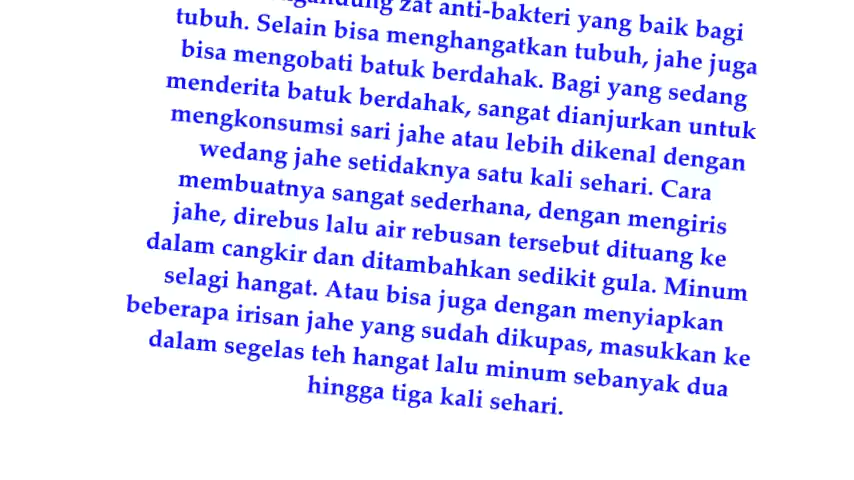 zat anti-bakteri yang baik bagi
tubuh. Selain bisa menghangatkan tubuh, jahe juga
bisa mengobati batuk berdahak. Bagi yang sedang
menderita batuk berdahak, sangat dianjurkan untuk
mengkonsumsi sari jahe atau lebih dikenal dengan
wedang jahe setidaknya satu kali sehari. Cara
membuatnya sangat sederhana, dengan mengiris
jahe, direbus lalu air rebusan tersebut dituang ke
dalam cangkir dan ditambahkan sedikit gula. Minum
selagi hangat. Atau bisa juga dengan menyiapkan
beberapa irisan jahe yang sudah dikupas, masukkan ke
dalam segelas teh hangat lalu minum sebanyak dua
hingga tiga kali sehari.